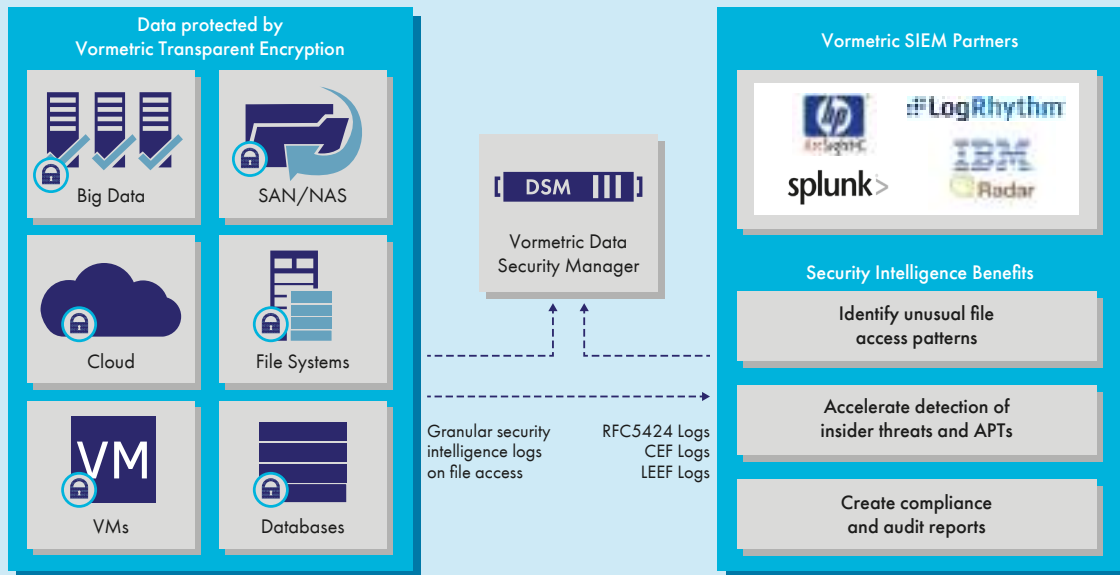 Data protected by
Vormetric Transparent Encryption
Big Data
SAN/NAS
Cloud
File Systems
VM
VMs
Databases
DSM
Vormetric Data
Security Manager
Granular security
intelligence logs
on file access
RFC5424 Logs
CEF Logs
LEEF Logs
Vormetric SIEM Partners
hp
LogRhythm
splunk>
IBM
Radar
Security Intelligence Benefits
Identify unusual file
access patterns
Accelerate detection of
insider threats and APTs
Create compliance
and audit reports